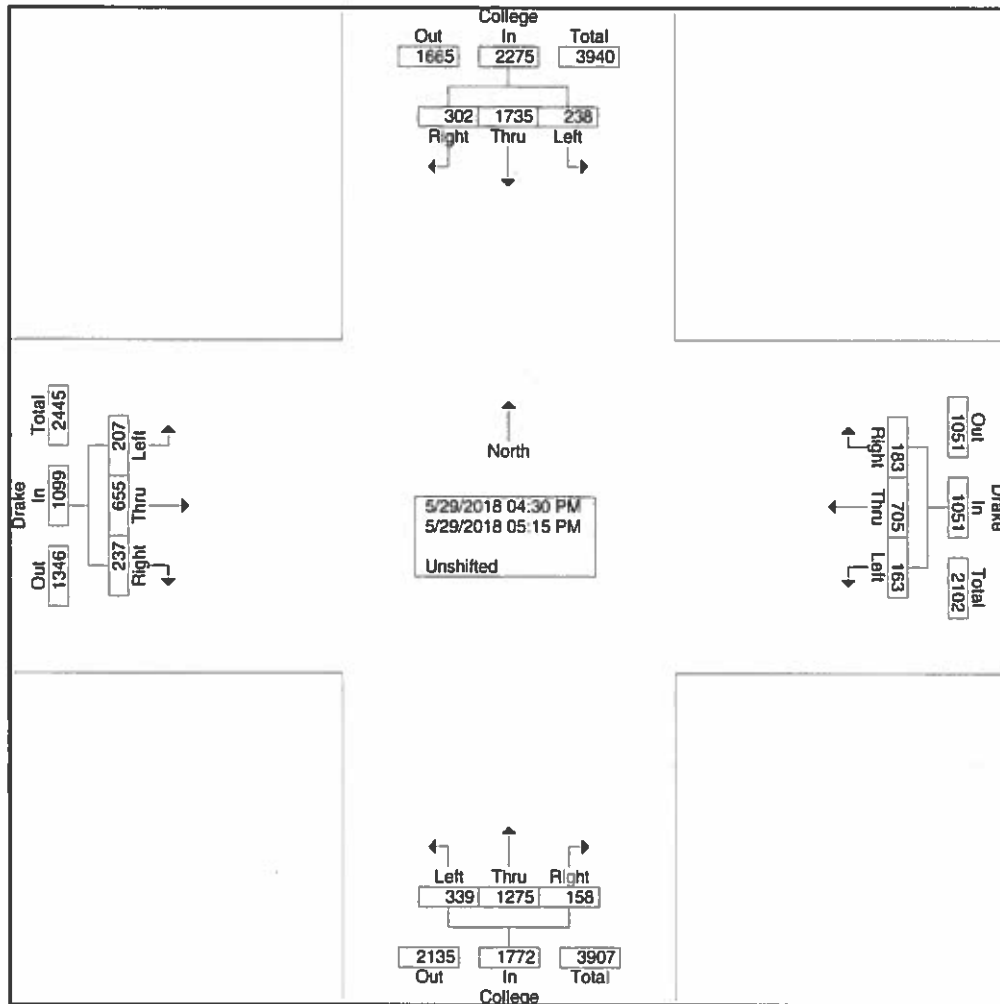 College
Out In Total
1665 2275 3940
302 1735 238
Right Thru Left
Drake
Total In Out
2445 1099 1346
207 655 237
Left Thru Right
North
5/29/2018 04:30 PM
5/29/2018 05:15 PM
Unshifted
Right Thru Left
183 705 163
Out In Total
1051 1051 2102
Drake
Left Thru Right
339 1275 158
2135 1772 3907
Out In Total
College